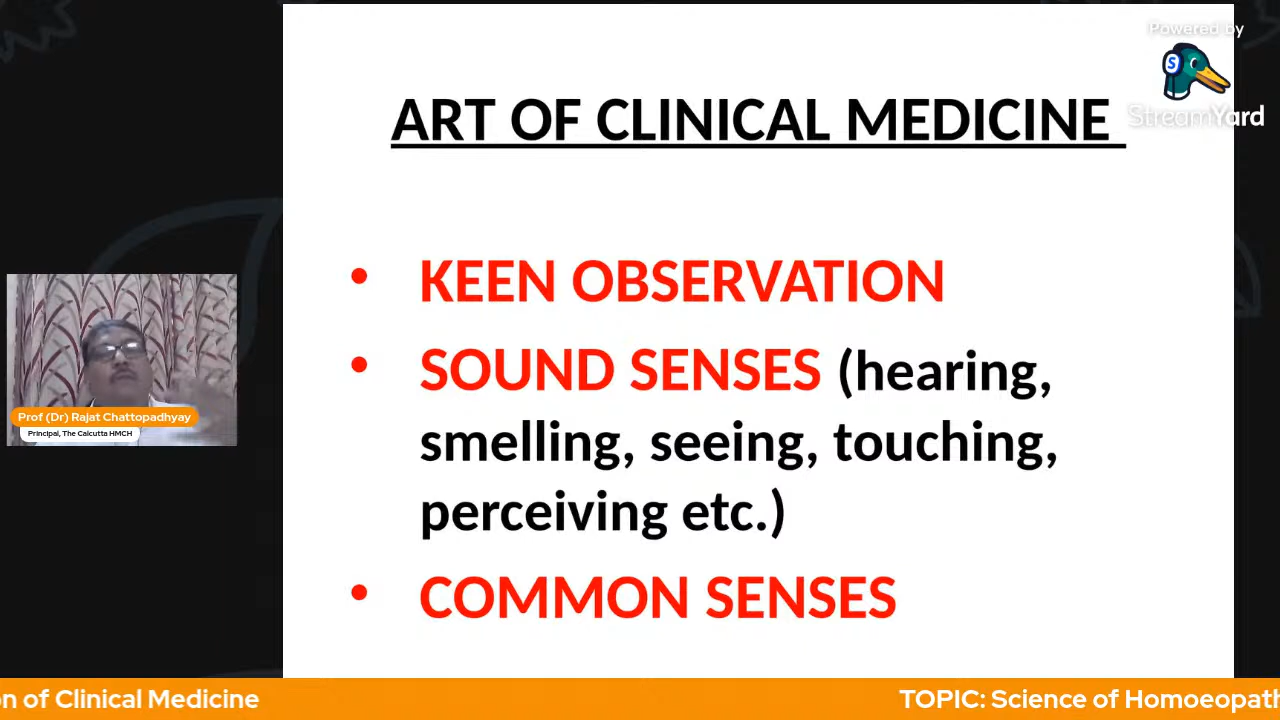 Powered by
StreamYard
ART OF CLINICAL MEDICINE
• KEEN OBSERVATION
• SOUND SENSES (hearing,
smelling, seeing, touching,
perceiving etc.)
• COMMON SENSES
Prof (Dr) Rajat Chattopadhyay
Principal, The Calcutta HMCH
on of Clinical Medicine
TOPIC: Science of Homoeopath